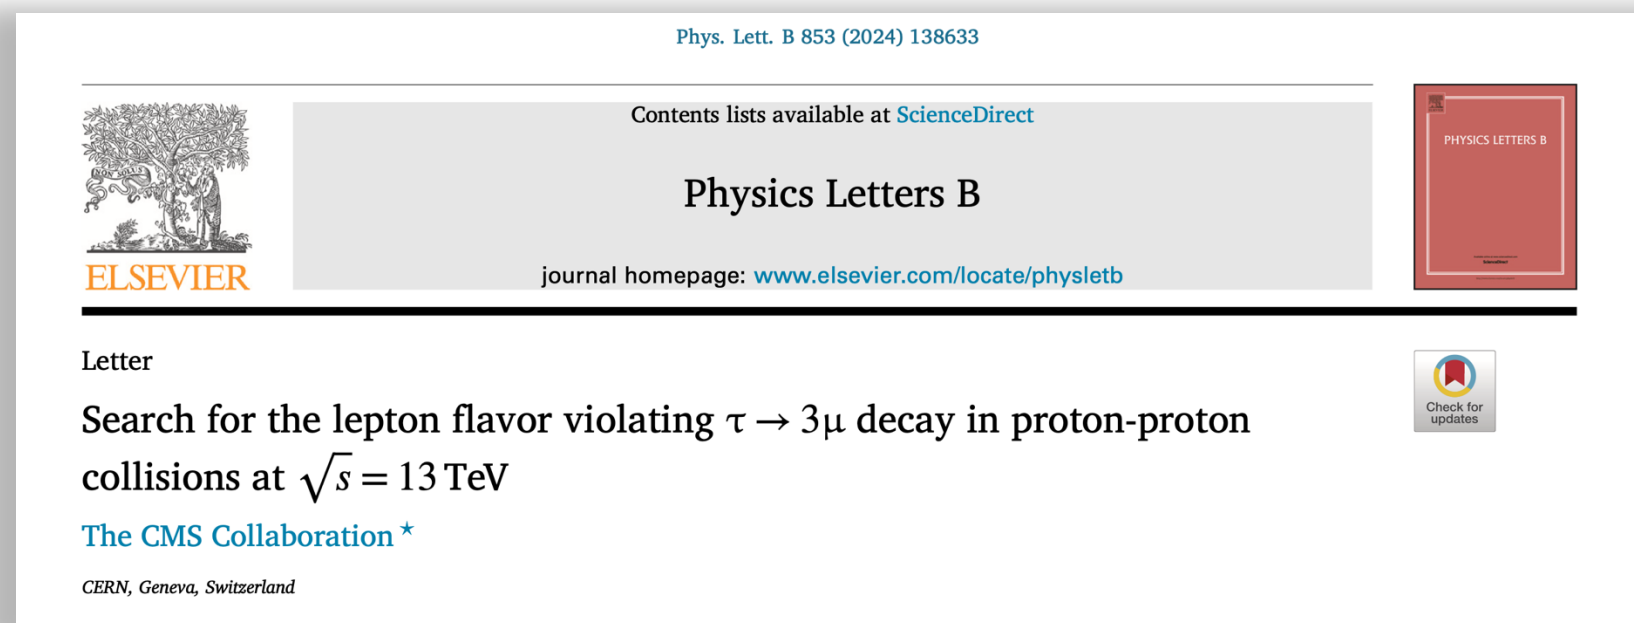 Phys. Lett. B 853 (2024) 138633
Contents lists available at ScienceDirect
Physics Letters B
journal homepage: www.elsevier.com/locate/physletb
NON SOLUS
ELSEVIER
PHYSICS LETTERS B
Letter
Search for the lepton flavor violating τ → 3μ decay in proton-proton
collisions at √s = 13 TeV
Check for
updates
The CMS Collaboration ⋆
CERN, Geneva, Switzerland